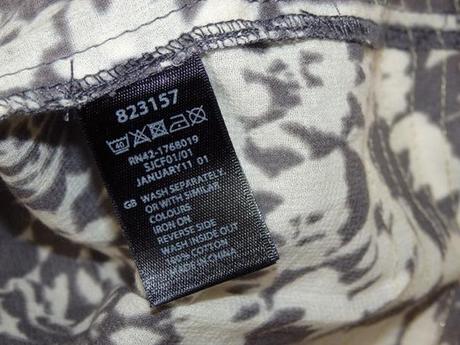 823157
40
RN42-1768019
SJCF01/01
JANUARY11 01
GB WASH SEPARATELY
OR WITH SIMILAR
COLOURS
IRON ON
REVERSE SIDE
WASH INSIDE OUT
100% COTTON
MADE IN CHINA